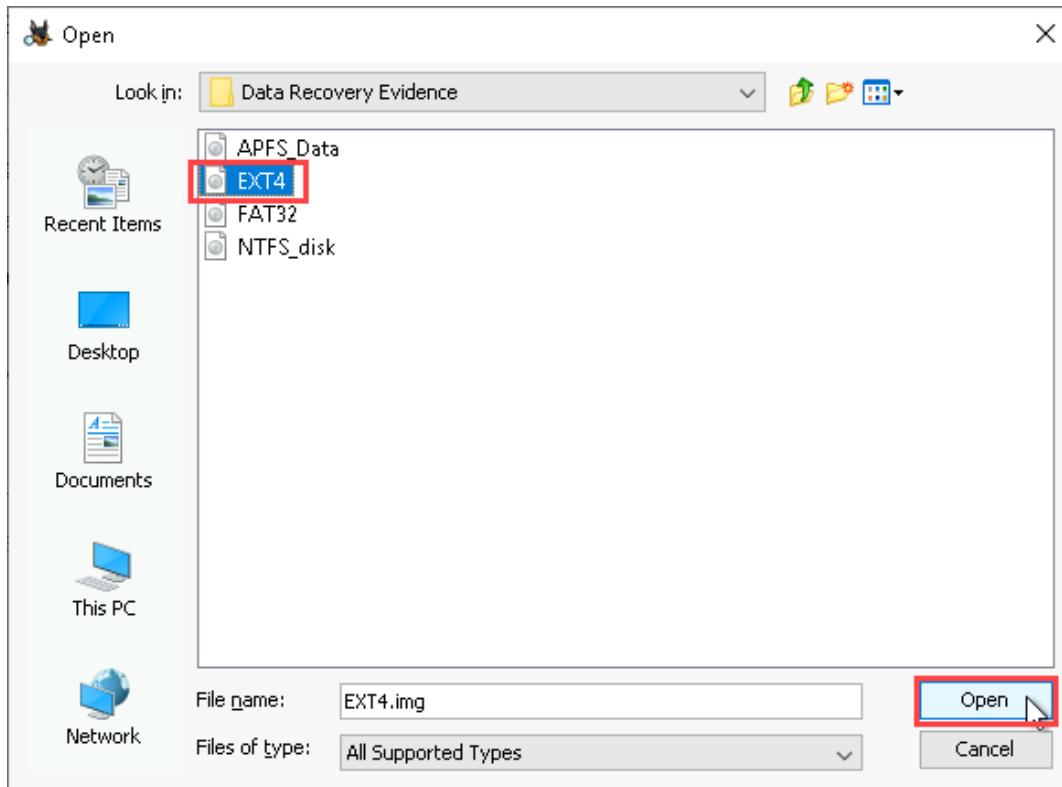 Open
Look in:
Data Recovery Evidence
APFS_Data
EXT4
FAT32
NTFS_disk
Recent Items
Desktop
Documents
This PC
Network
File name:
EXT4.img
Open
Files of type:
All Supported Types
Cancel